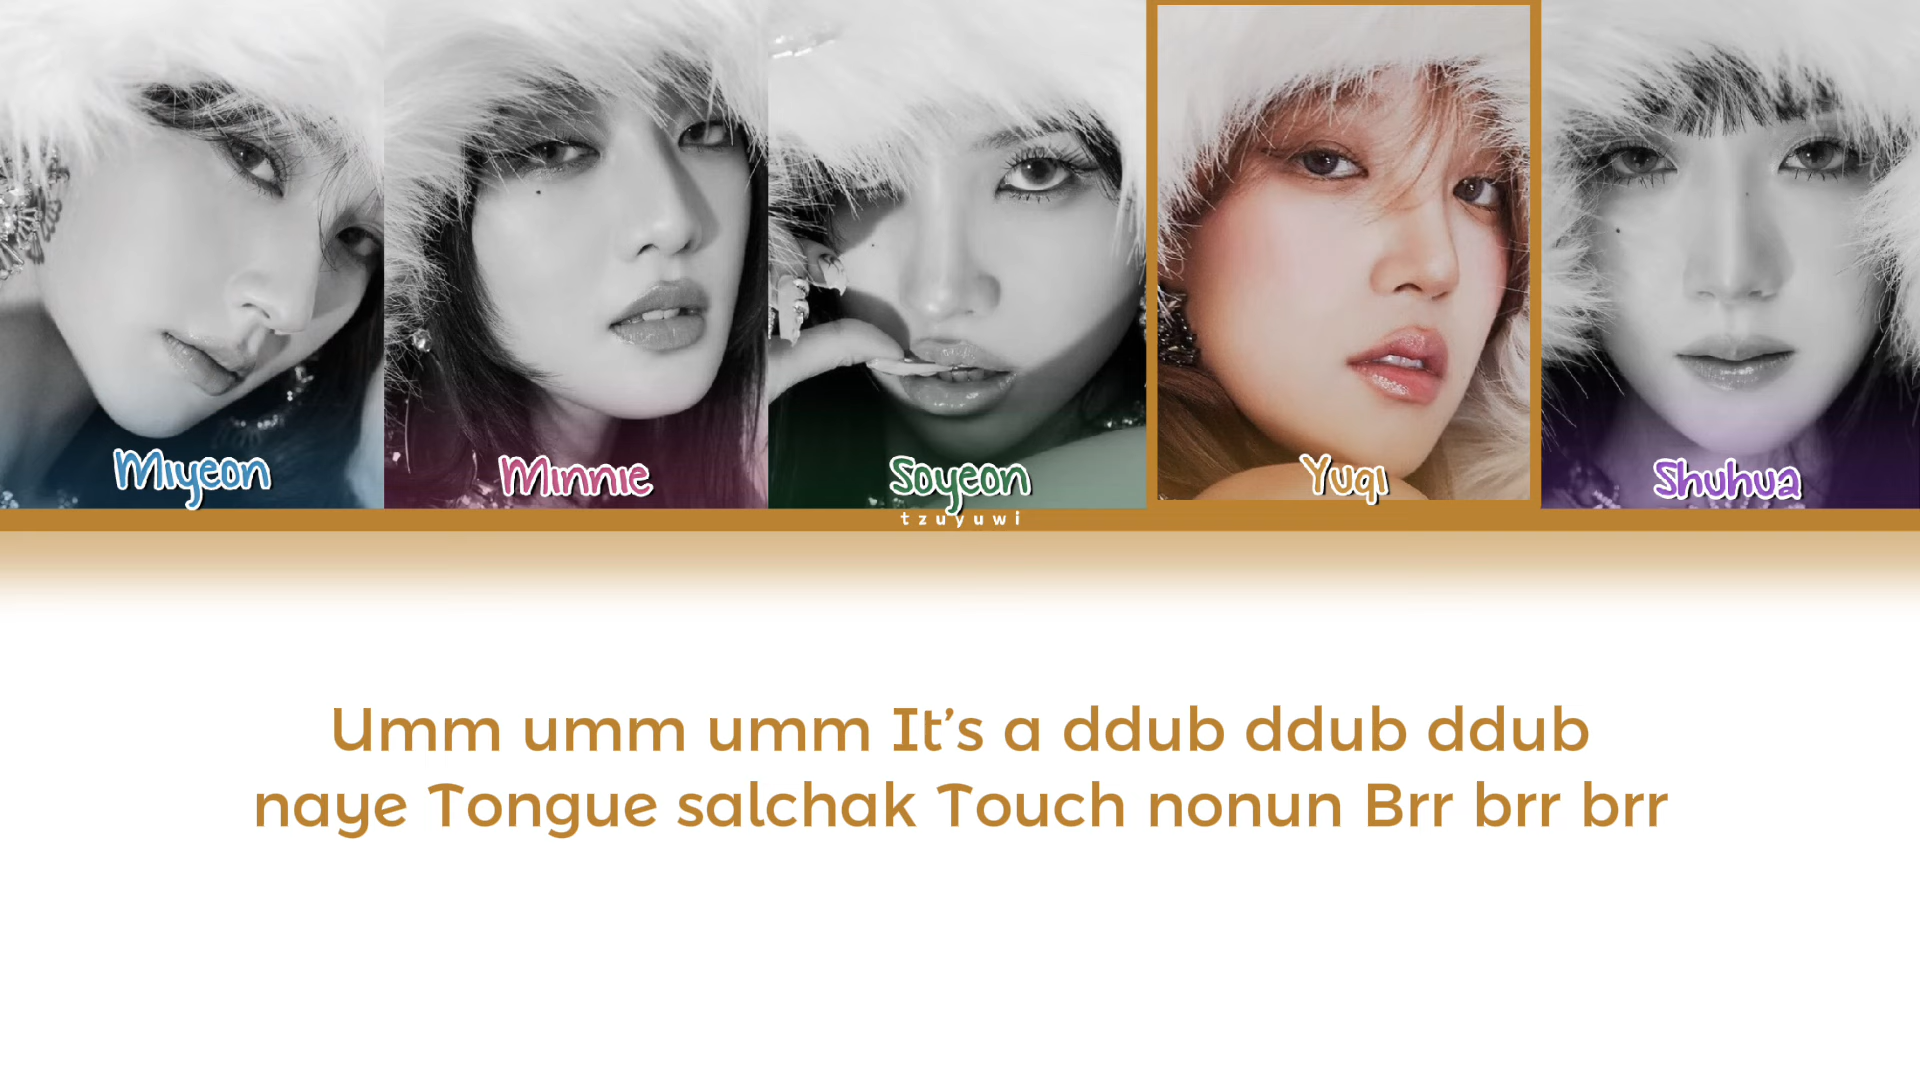 Miyeon
Minnie
Soyeon
Yuqi
Shuhua
tzuyuwi
Umm umm umm It's a ddub ddub ddub
naye Tongue salchak Touch nonun Brr brr brr